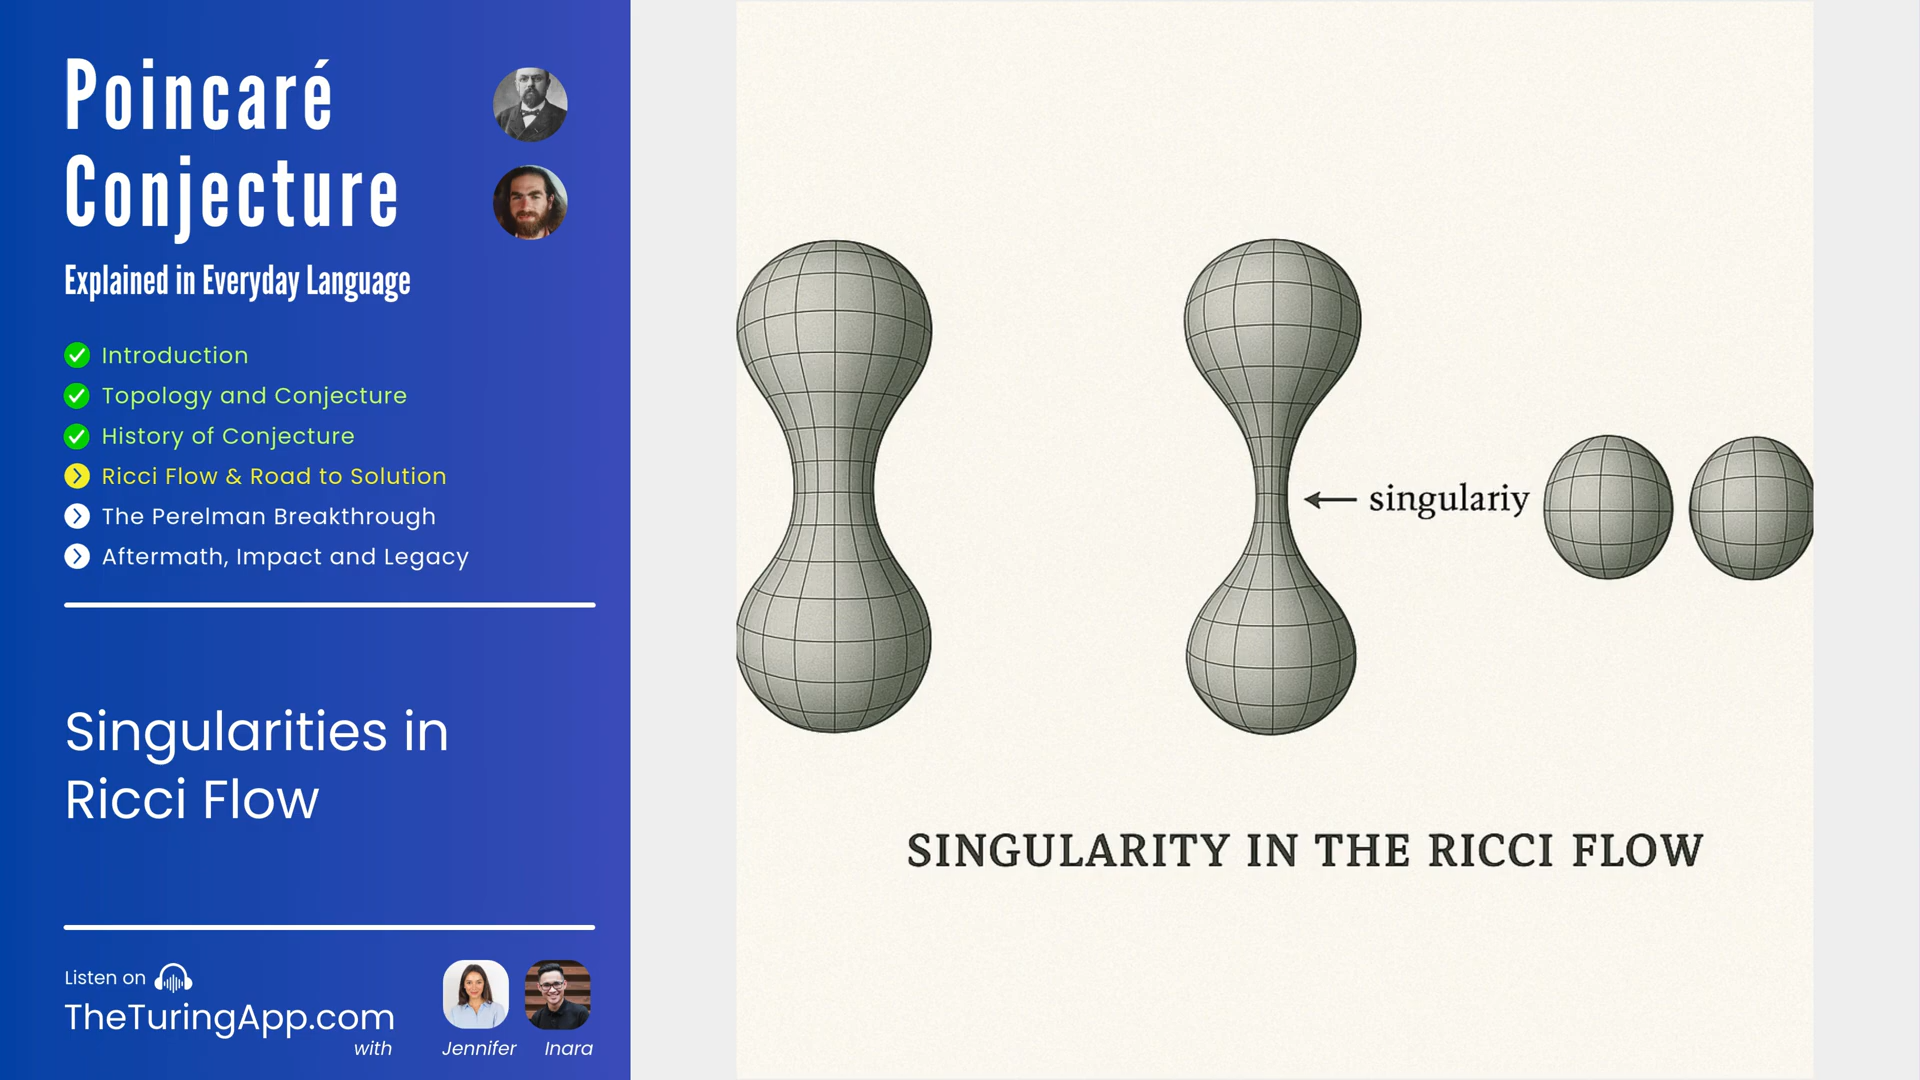 Poincaré
Conjecture
Explained in Everyday Language
Introduction
Topology and Conjecture
History of Conjecture
Ricci Flow & Road to Solution
The Perelman Breakthrough
Aftermath, Impact and Legacy
Singularities in
Ricci Flow
Listen on
TheTuringApp.com
with
Jennifer
Inara
singulariy
SINGULARITY IN THE RICCI FLOW